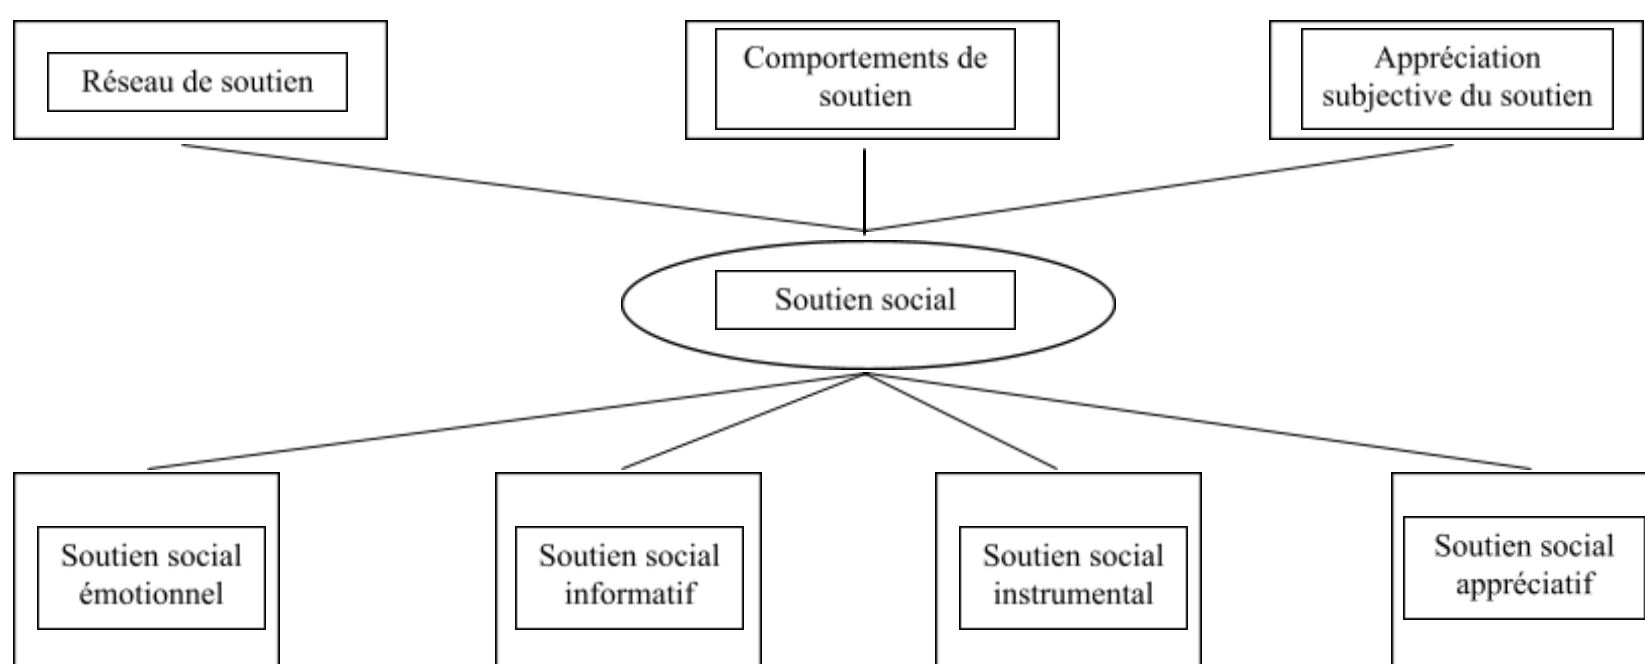 Réseau de soutien
Comportements de
soutien
Appréciation
subjective du soutien
Soutien social
Soutien social
émotionnel
Soutien social
informatif
Soutien social
instrumental
Soutien social
appréciatif